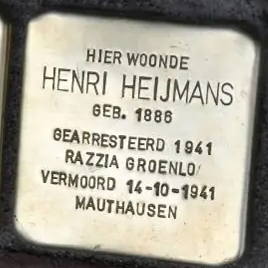 HIER WOONDE
HENRI HEIJMANS
GEB. 1886
GEARRESTEERD 1941
RAZZIA GROENLO
VERMOORD 14-10-1941
MAUTHAUSEN